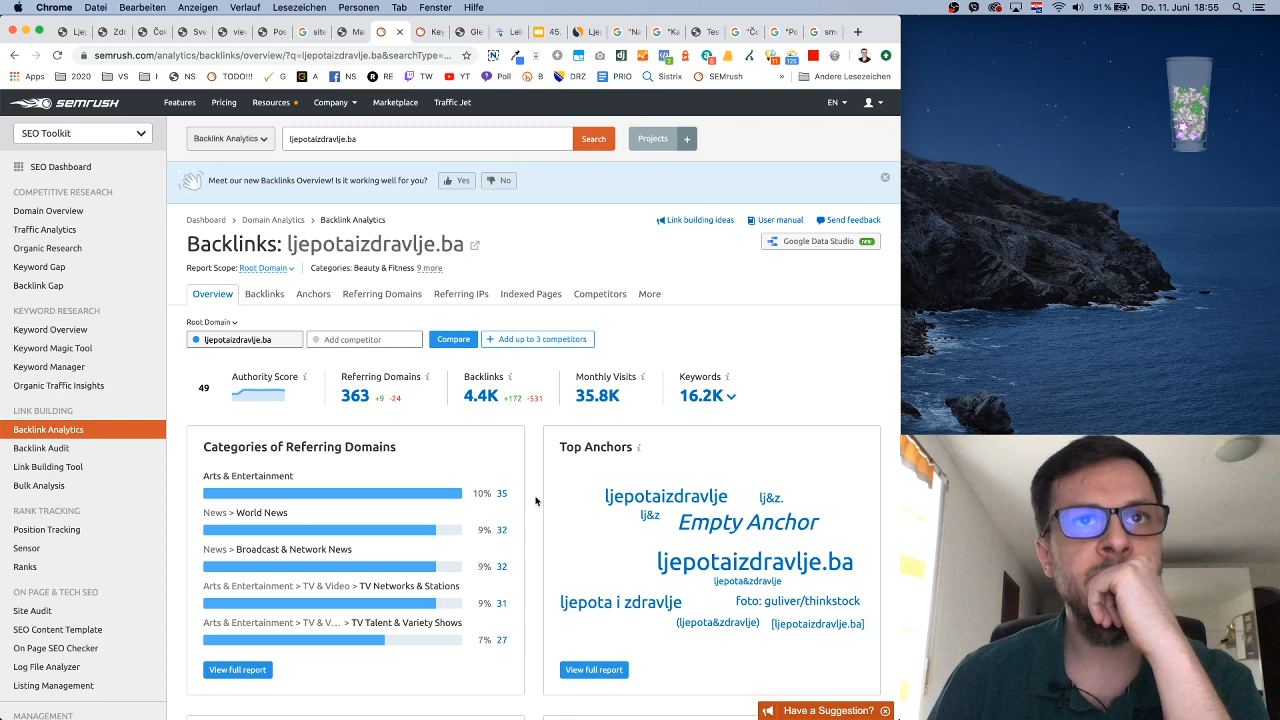 Chrome Datei Bearbeiten Anzeigen Verlauf Lesezeichen Personen Tab Fenster Hilfe 91 % Do. 11. Juni 18:55
semrush.com/analytics/backlinks/overview/?q=ljepotaizdravlje.ba&searchType=...
Apps 2020 VS I NS TODO!!! G A NS RE TW YT Poll B DRZ PRIO Sistrix SEMrush » Andere Lesezeichen
SEMRUSH Features Pricing Resources Company Marketplace Traffic Jet EN
SEO Toolkit
Backlink Analytics ljepotaizdravlje.ba Search Projects +
SEO Dashboard
COMPETITIVE RESEARCH
Domain Overview
Traffic Analytics
Organic Research
Keyword Gap
Backlink Gap
KEYWORD RESEARCH
Keyword Overview
Keyword Magic Tool
Keyword Manager
Organic Traffic Insights
LINK BUILDING
Backlink Analytics
Backlink Audit
Link Building Tool
Bulk Analysis
RANK TRACKING
Position Tracking
Sensor
Ranks
ON PAGE & TECH SEO
Site Audit
SEO Content Template
On Page SEO Checker
Log File Analyzer
Listing Management
MANAGEMENT
Meet our new Backlinks Overview! Is it working well for you? Yes No
Dashboard > Domain Analytics > Backlink Analytics Link building ideas User manual Send feedback
Backlinks: ljepotaizdravlje.ba
Google Data Studio new
Report Scope: Root Domain Categories: Beauty & Fitness 9 more
Overview Backlinks Anchors Referring Domains Referring IPs Indexed Pages Competitors More
Root Domain
ljepotaizdravlje.ba Add competitor Compare + Add up to 3 competitors
Authority Score i Referring Domains i Backlinks i Monthly Visits i Keywords i
49 363 +9 -24 4.4K +172 -531 35.8K 16.2K
Categories of Referring Domains
Arts & Entertainment
10% 35
News > World News
9% 32
News > Broadcast & Network News
9% 32
Arts & Entertainment > TV & Video > TV Networks & Stations
9% 31
Arts & Entertainment > TV & V... > TV Talent & Variety Shows
7% 27
View full report
Top Anchors i
ljepotaizdravlje lj&z.
lj&z Empty Anchor
ljepotaizdravlje.ba
ljepota&zdravlje
ljepota i zdravlje foto: guliver/thinkstock
(ljepota&zdravlje) [ljepotaizdravlje.ba]
View full report
Have a Suggestion?